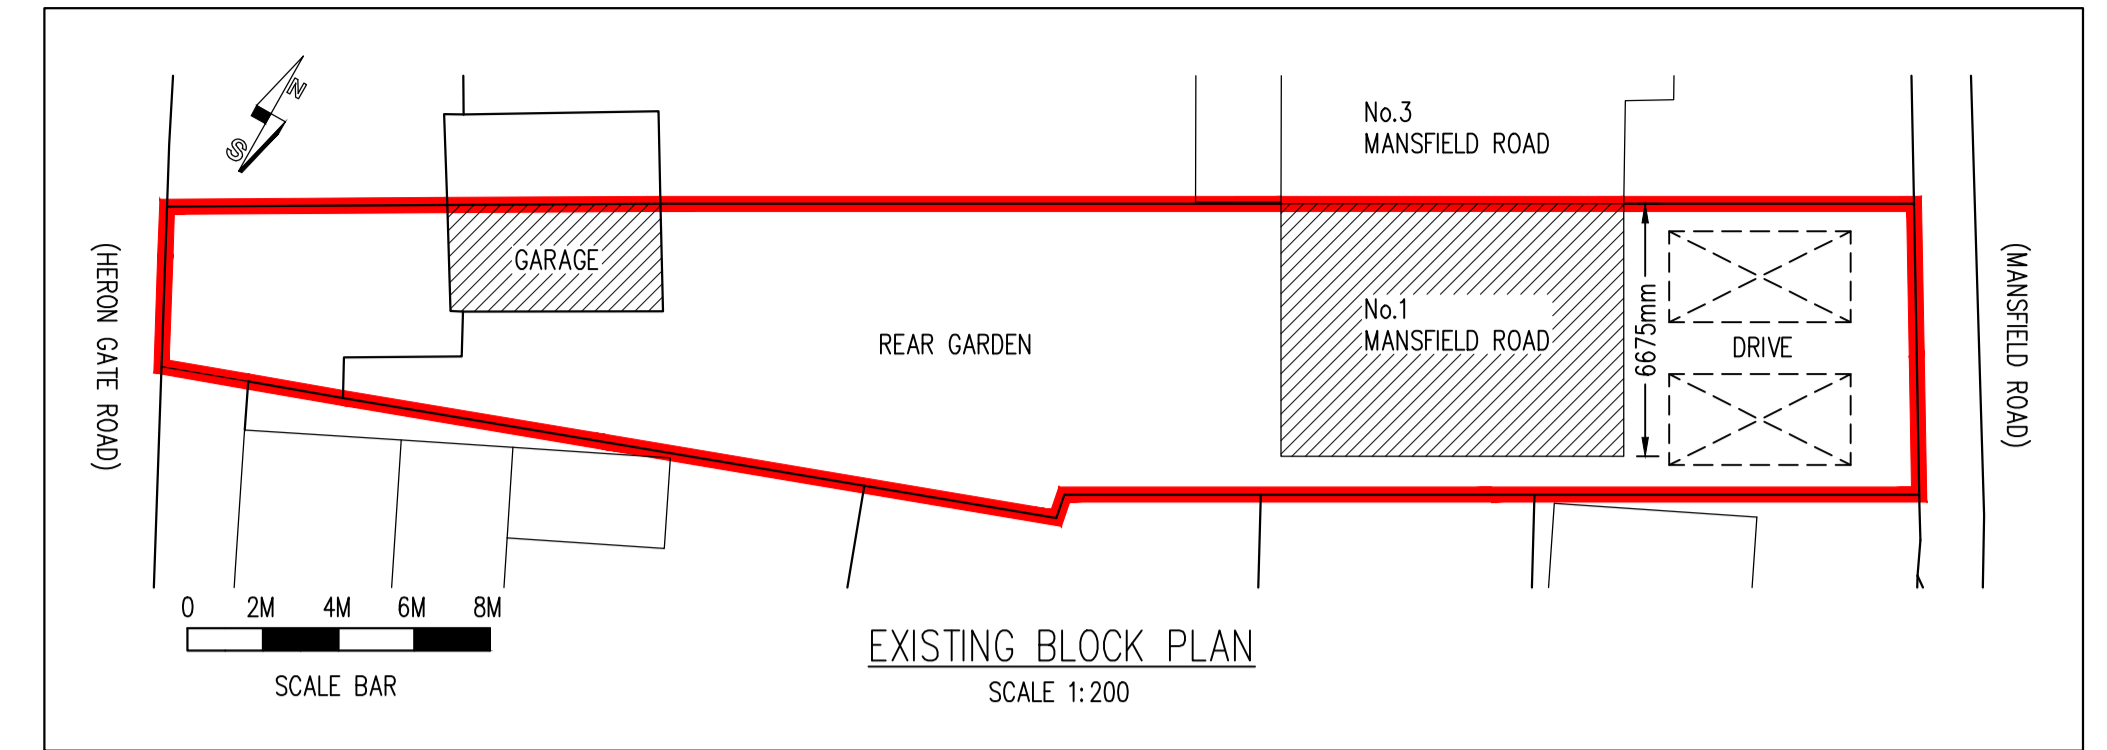 N
S
No.3
MANSFIELD ROAD
(HERON GATE ROAD)
GARAGE
REAR GARDEN
No.1
MANSFIELD ROAD
6675mm
DRIVE
(MANSFIELD ROAD)
0 2M 4M 6M 8M
SCALE BAR
EXISTING BLOCK PLAN
SCALE 1:200